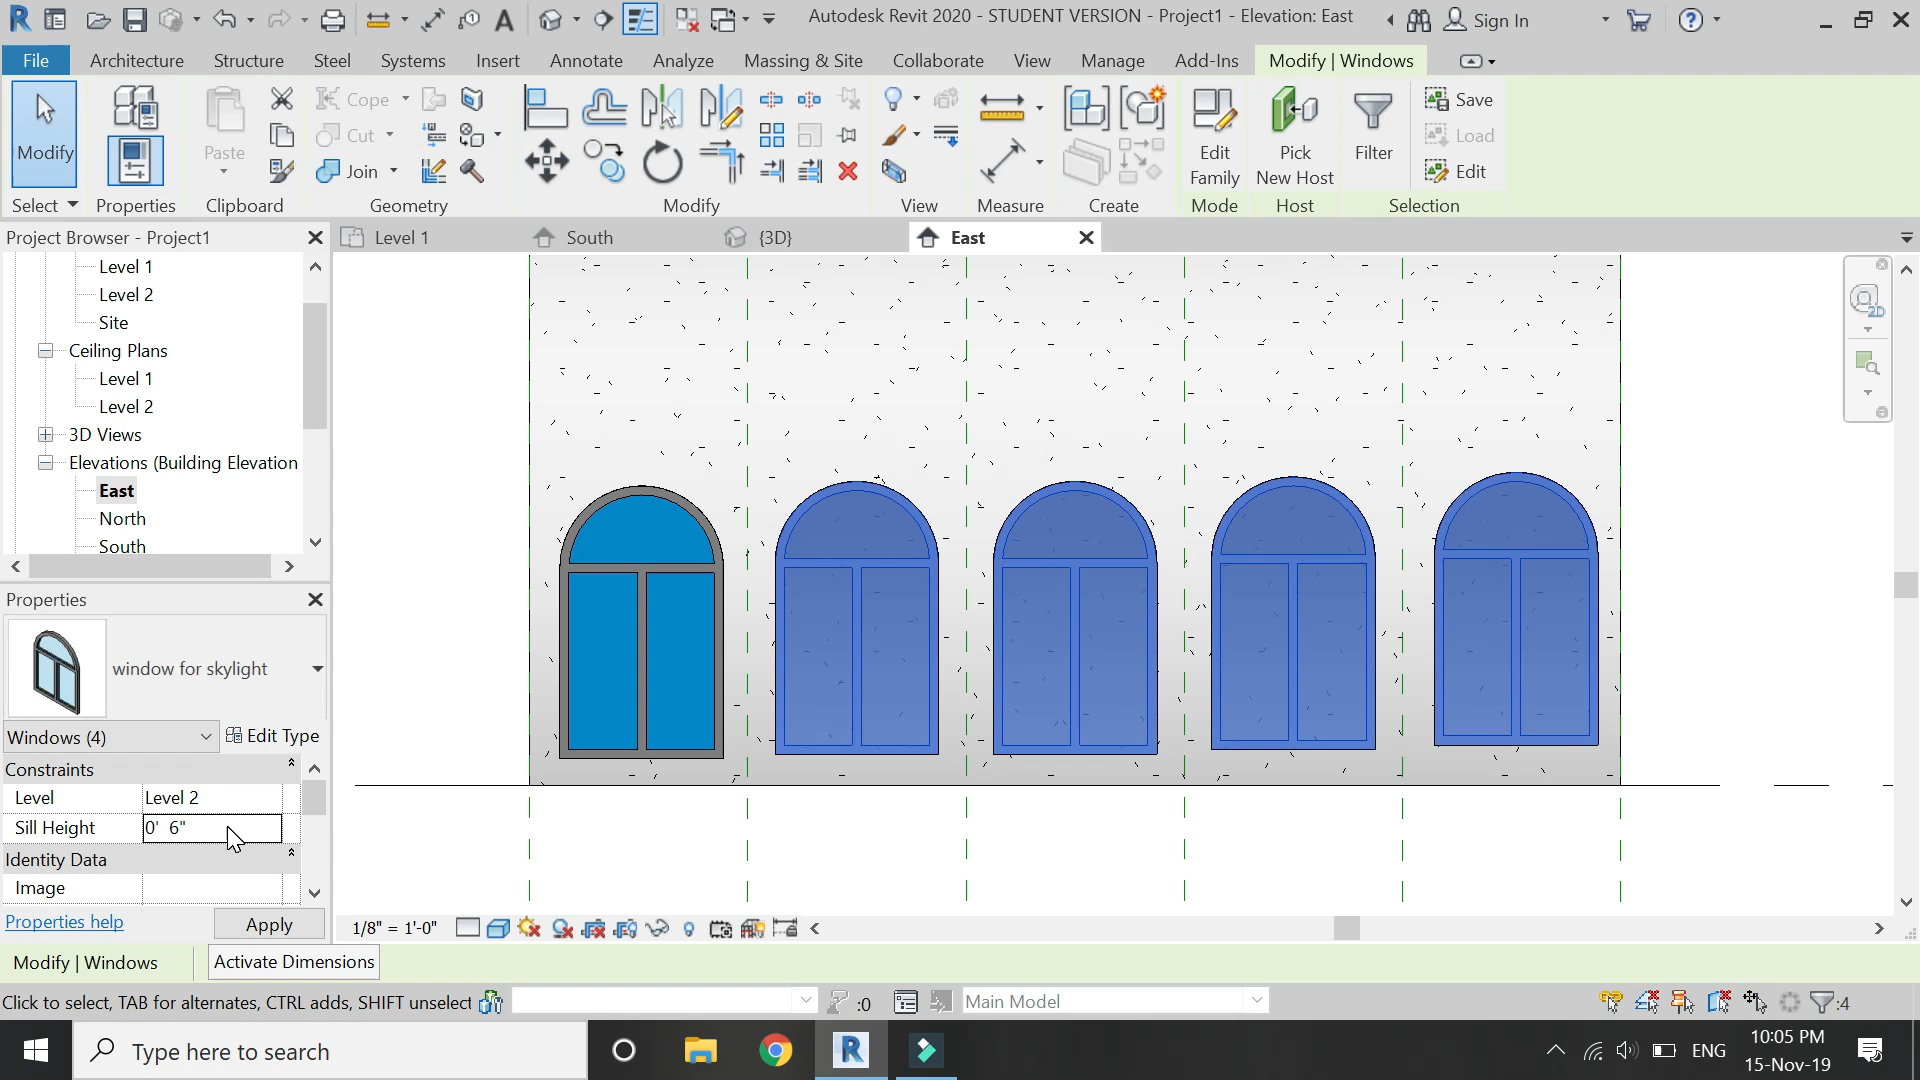 Autodesk Revit 2020 - STUDENT VERSION - Project1 - Elevation: East
Sign In
File
Architecture
Structure
Steel
Systems
Insert
Annotate
Analyze
Massing & Site
Collaborate
View
Manage
Add-Ins
Modify | Windows
Modify
Paste
Cope
Cut
Join
Edit
Family
Pick
New Host
Filter
Save
Load
Edit
Select
Properties
Clipboard
Geometry
Modify
View
Measure
Create
Mode
Host
Selection
Project Browser - Project1
Level 1
South
{3D}
East
Level 1
Level 2
Site
Ceiling Plans
Level 1
Level 2
3D Views
Elevations (Building Elevation
East
North
South
2D
Properties
window for skylight
Windows (4)
Edit Type
Constraints
Level
Level 2
Sill Height
0' 6"
Identity Data
Image
Properties help
Apply
1/8" = 1'-0"
Modify | Windows
Activate Dimensions
Click to select, TAB for alternates, CTRL adds, SHIFT unselect
:0
Main Model
:4
Type here to search
ENG
10:05 PM
15-Nov-19